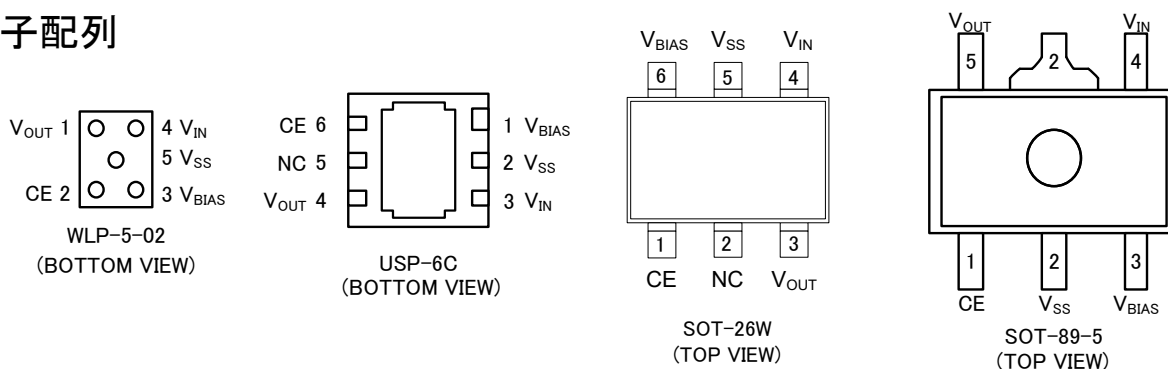 子配列
V_OUT 1
4 V_IN
5 V_SS
CE 2
3 V_BIAS
WLP-5-02
(BOTTOM VIEW)
CE 6
1 V_BIAS
NC 5
2 V_SS
V_OUT 4
3 V_IN
USP-6C
(BOTTOM VIEW)
V_BIAS V_SS V_IN
6 5 4
1 2 3
CE NC V_OUT
SOT-26W
(TOP VIEW)
V_OUT V_IN
5 2 4
1 2 3
CE V_SS V_BIAS
SOT-89-5
(TOP VIEW)